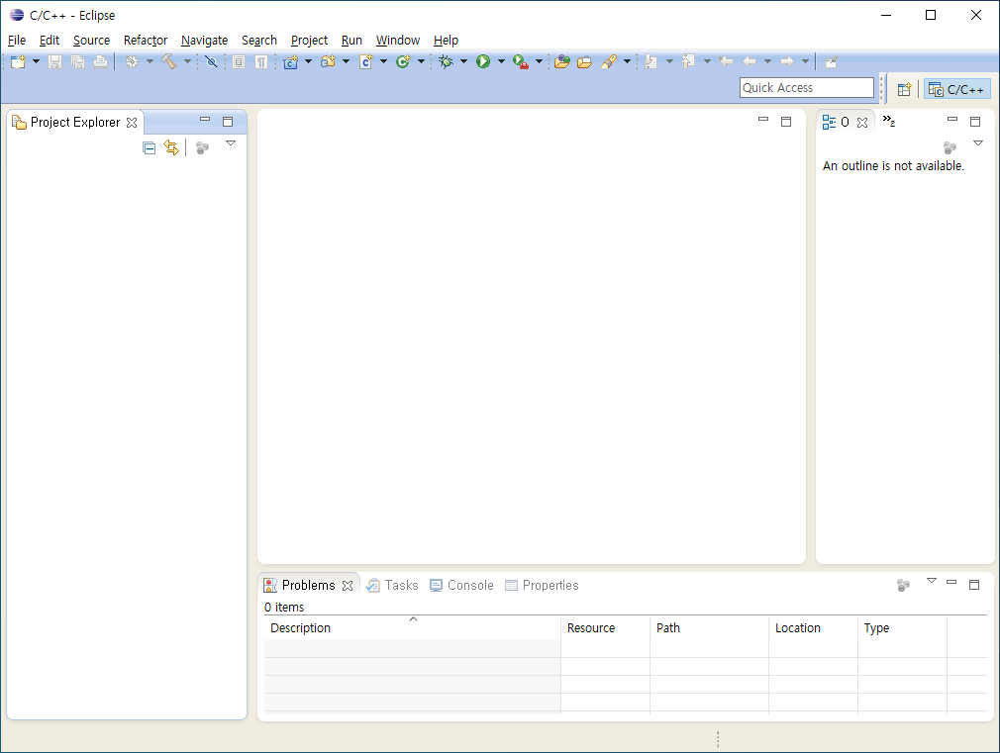 C/C++ - Eclipse
File Edit Source Refactor Navigate Search Project Run Window Help
Quick Access
C/C++
Project Explorer
O
»2
An outline is not available.
Problems Tasks Console Properties
0 items
Description Resource Path Location Type